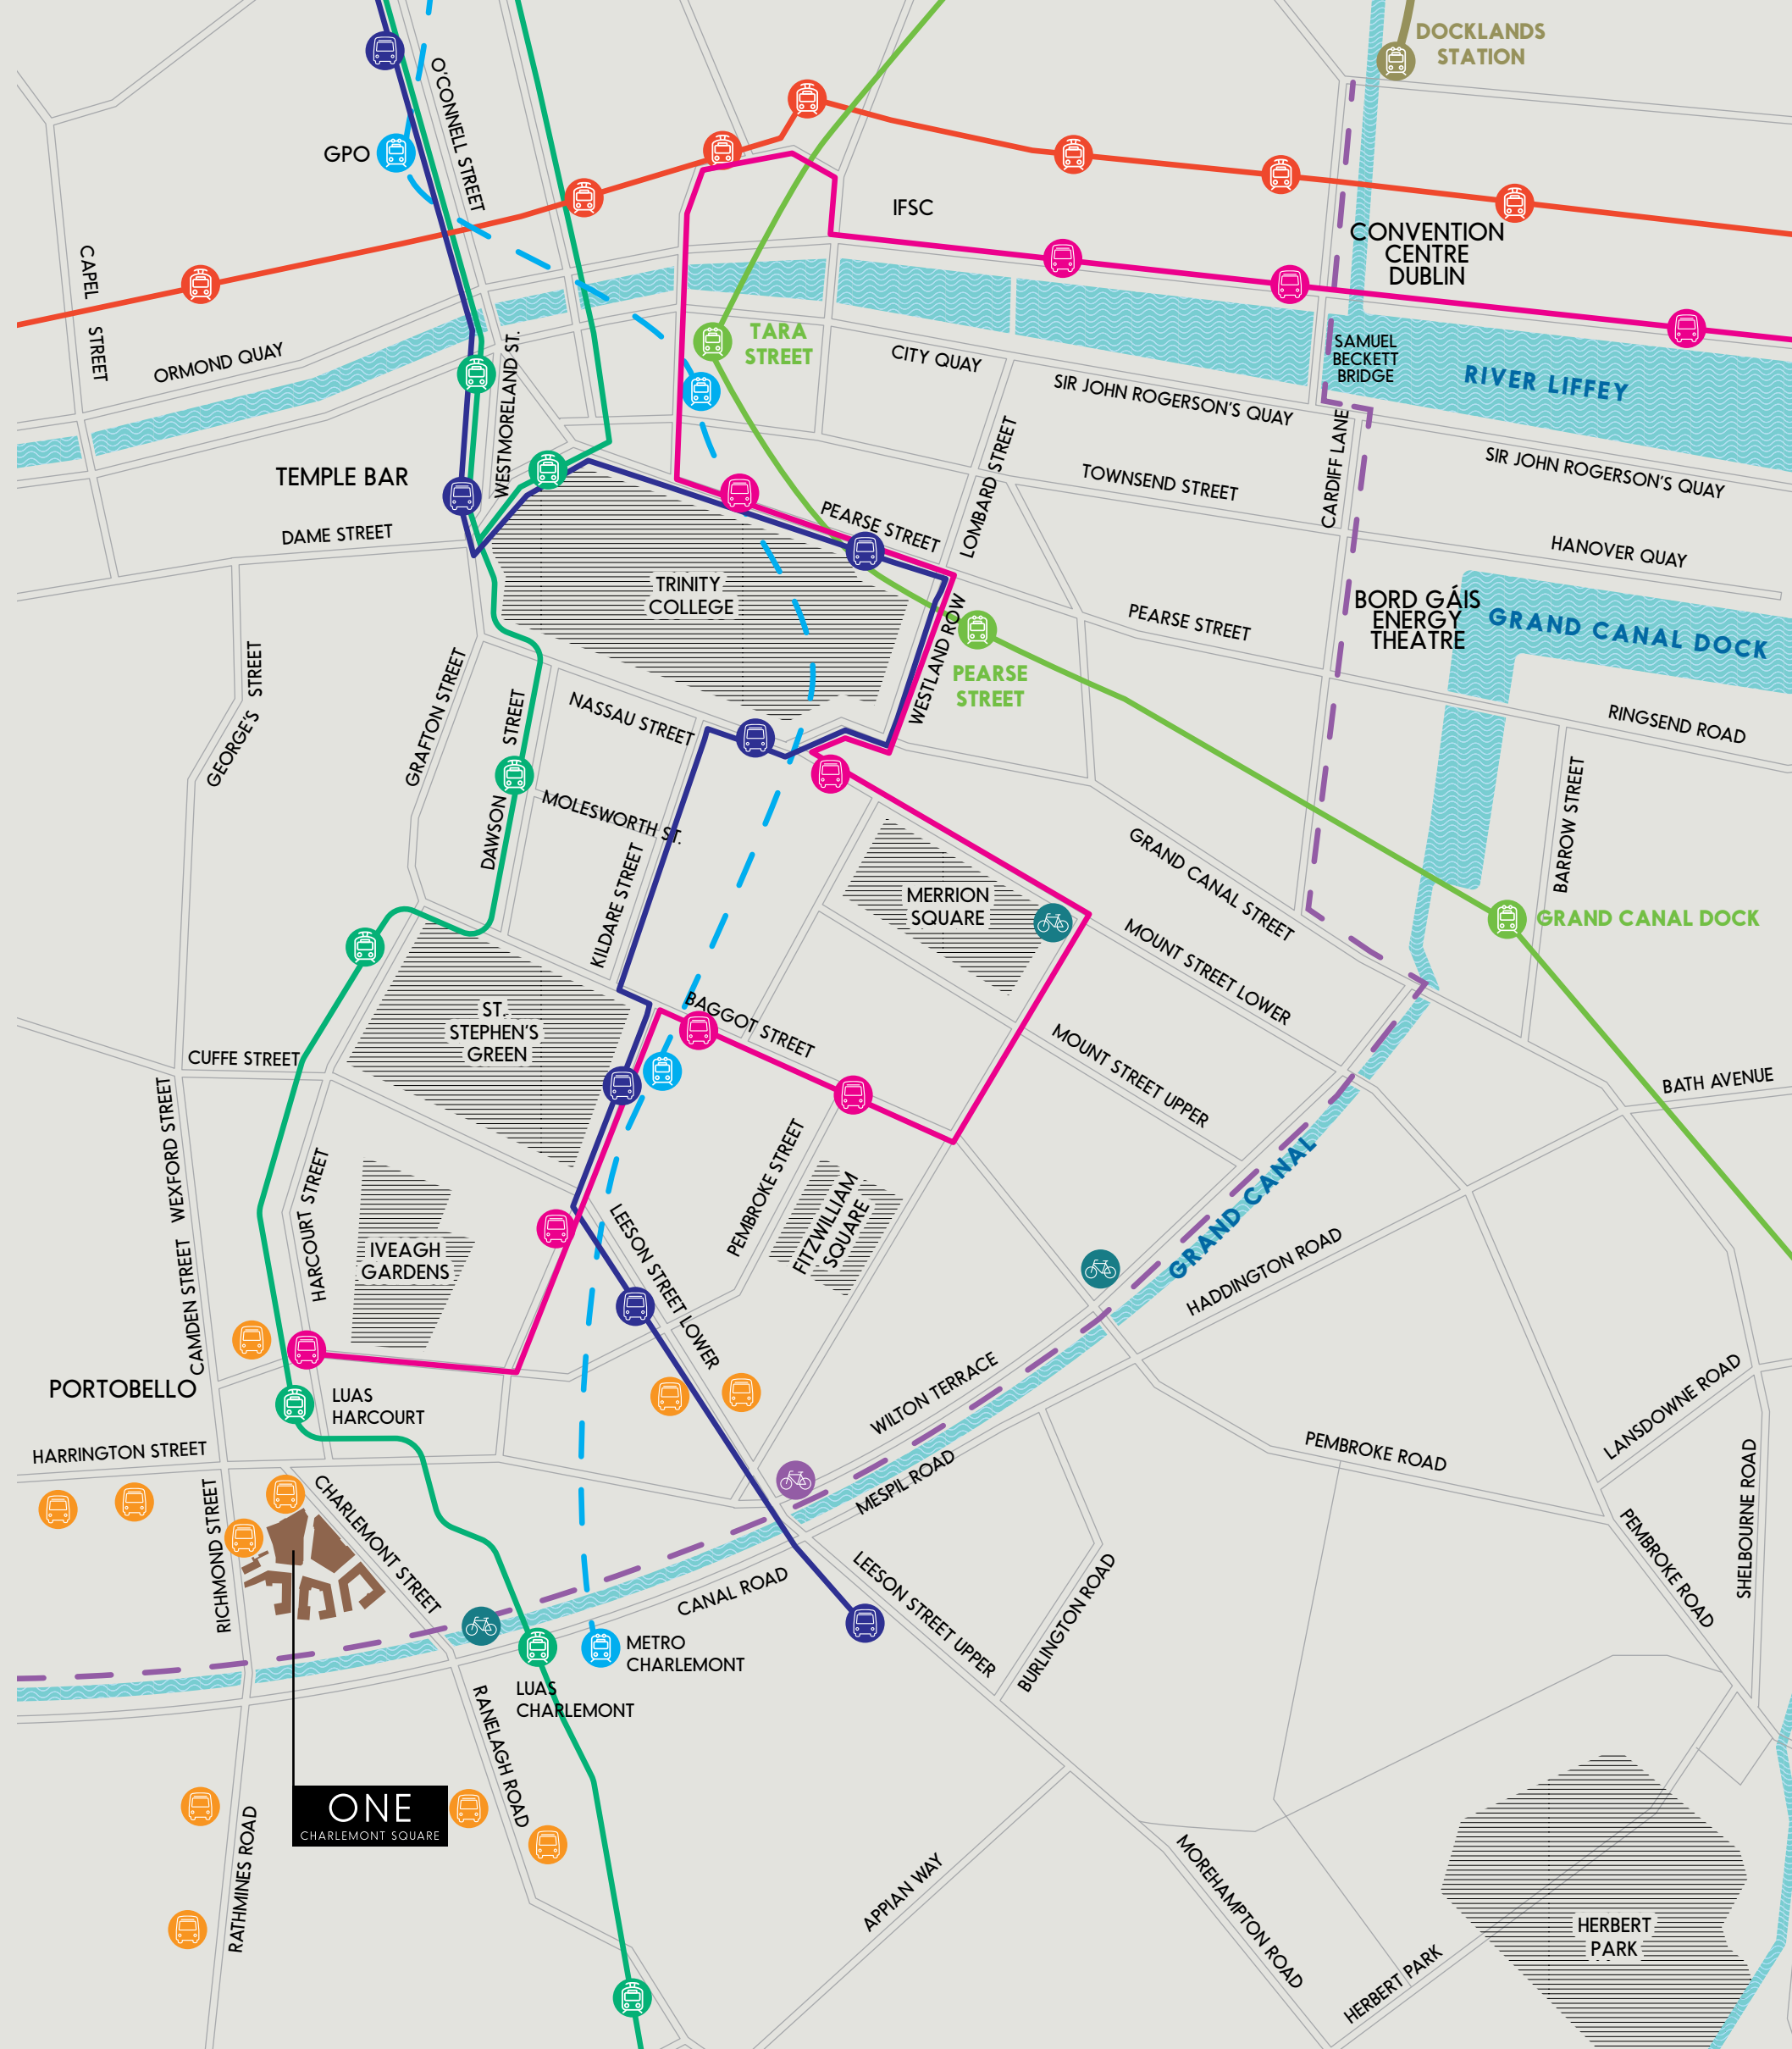 DOCKLANDS
STATION
O'CONNELL STREET
GPO
IFSC
CONVENTION
CENTRE
DUBLIN
CAPEL STREET
ORMOND QUAY
WESTMORELAND ST.
TARA
STREET
CITY QUAY
SIR JOHN ROGERSON'S QUAY
SAMUEL
BECKETT
BRIDGE
RIVER LIFFEY
TEMPLE BAR
DAME STREET
LOMBARD STREET
TOWNSEND STREET
CARDIFF LANE
SIR JOHN ROGERSON'S QUAY
PEARSE STREET
HANOVER QUAY
TRINITY
COLLEGE
PEARSE STREET
BORD GÁIS
ENERGY
THEATRE
GRAND CANAL DOCK
WESTLAND ROW
PEARSE
STREET
GEORGE'S STREET
GRAFTON STREET
DAWSON STREET
NASSAU STREET
RINGSEND ROAD
MOLESWORTH ST.
KILDARE STREET
BARROW STREET
MERRION
SQUARE
GRAND CANAL STREET
GRAND CANAL DOCK
MOUNT STREET LOWER
ST.
STEPHEN'S
GREEN
BAGGOT STREET
CUFFE STREET
MOUNT STREET UPPER
BATH AVENUE
WEXFORD STREET
HARCOURT STREET
PEMBROKE STREET
FITZWILLIAM
SQUARE
GRAND CANAL
IVEAGH
GARDENS
LEESON STREET LOWER
CAMDEN STREET
HADDINGTON ROAD
PORTOBELLO
LUAS
HARCOURT
WILTON TERRACE
LANSDOWNE ROAD
HARRINGTON STREET
MESPIL ROAD
PEMBROKE ROAD
SHELBOURNE ROAD
RICHMOND STREET
CHARLEMONT STREET
CANAL ROAD
LEESON STREET UPPER
BURLINGTON ROAD
PEMBROKE ROAD
METRO
CHARLEMONT
LUAS
CHARLEMONT
RANELAGH ROAD
ONE
CHARLEMONT SQUARE
RATHMINES ROAD
APPIAN WAY
MOREHAMPTON ROAD
HERBERT
PARK
HERBERT PARK